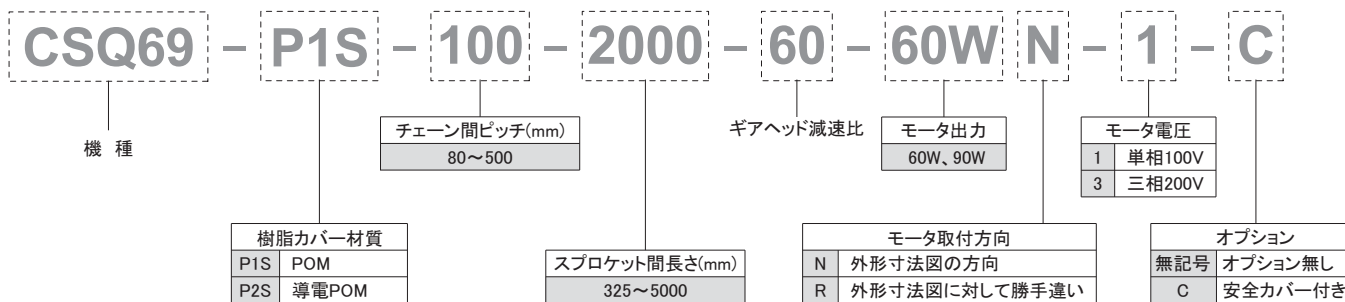 CSQ69 - P1S - 100 - 2000 - 60 - 60W N - 1 - C
機 種
チェーン間ピッチ(mm)
80～500
ギアヘッド減速比
モータ出力
60W、90W
モータ電圧
1 単相100V
3 三相200V
樹脂カバー材質
P1S POM
P2S 導電POM
スプロケット間長さ(mm)
325～5000
モータ取付方向
N 外形寸法図の方向
R 外形寸法図に対して勝手違い
オプション
無記号 オプション無し
C 安全カバー付き